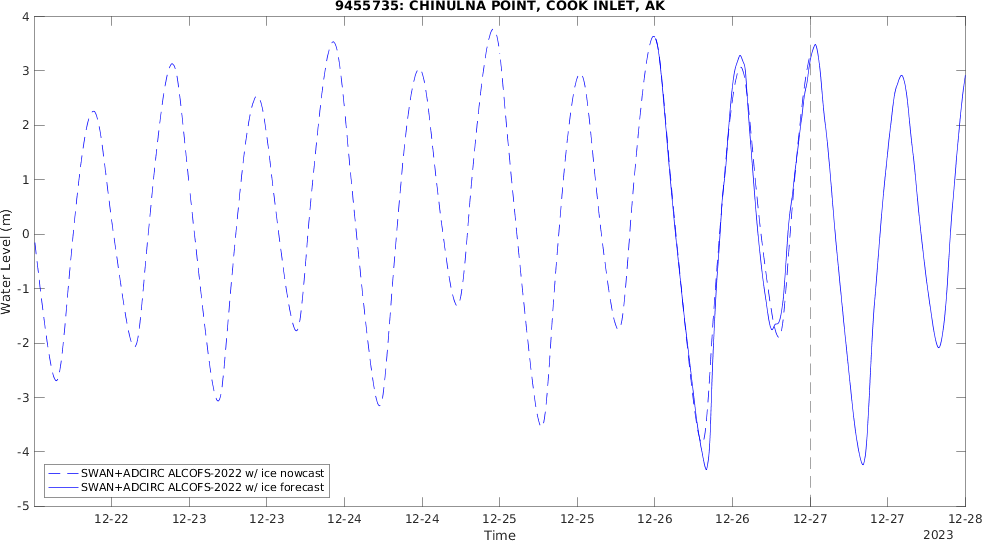 9455735: CHINULNA POINT, COOK INLET, AK
4
3
2
1
0
-1
-2
-3
-4
-5
Water Level (m)
SWAN+ADCIRC ALCOFS-2022 w/ ice nowcast
SWAN+ADCIRC ALCOFS-2022 w/ ice forecast
12-22 12-23 12-23 12-24 12-24 12-25 12-25 12-26 12-26 12-27 12-27 12-28
Time
2023